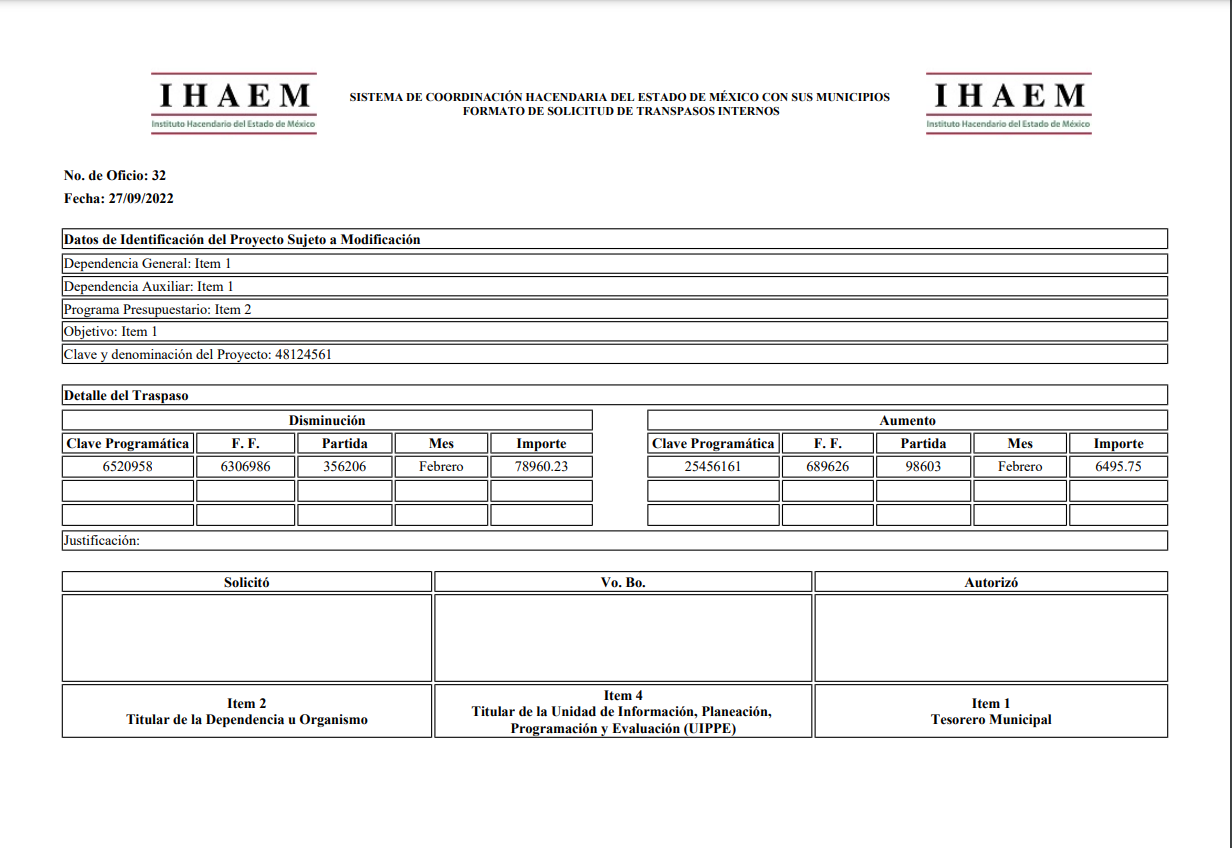 IHAEM
Instituto Hacendario del Estado de México
SISTEMA DE COORDINACIÓN HACENDARIA DEL ESTADO DE MÉXICO CON SUS MUNICIPIOS
FORMATO DE SOLICITUD DE TRANSPASOS INTERNOS
IHAEM
Instituto Hacendario del Estado de México
No. de Oficio: 32
Fecha: 27/09/2022
Datos de Identificación del Proyecto Sujeto a Modificación
Dependencia General: Item 1
Dependencia Auxiliar: Item 1
Programa Presupuestario: Item 2
Objetivo: Item 1
Clave y denominación del Proyecto: 48124561
Detalle del Traspaso
Disminución Aumento
Clave Programática F. F. Partida Mes Importe Clave Programática F. F. Partida Mes Importe
6520958 6306986 356206 Febrero 78960.23 25456161 689626 98603 Febrero 6495.75
Justificación:
Solicitó Vo. Bo. Autorizó
Item 2
Titular de la Dependencia u Organismo
Item 4
Titular de la Unidad de Información, Planeación,
Programación y Evaluación (UIPPE)
Item 1
Tesorero Municipal